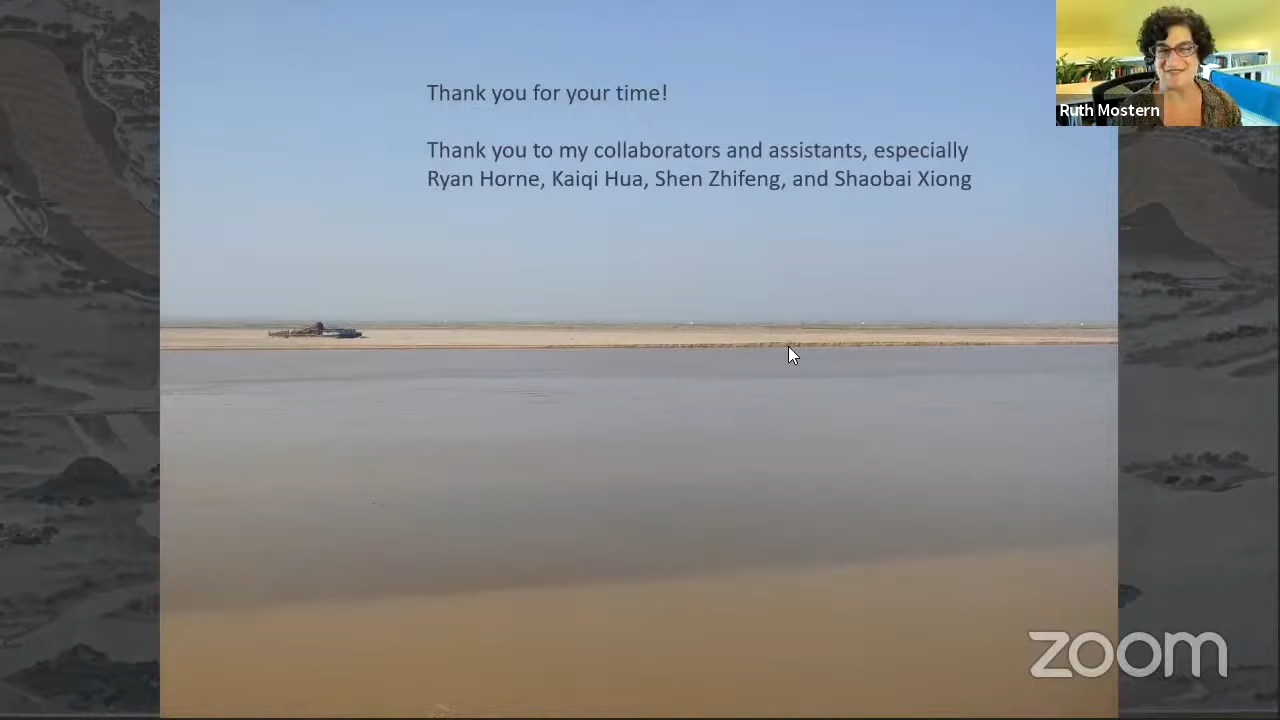 Thank you for your time!
Thank you to my collaborators and assistants, especially
Ryan Horne, Kaiqi Hua, Shen Zhifeng, and Shaobai Xiong
Ruth Mostern
zoom